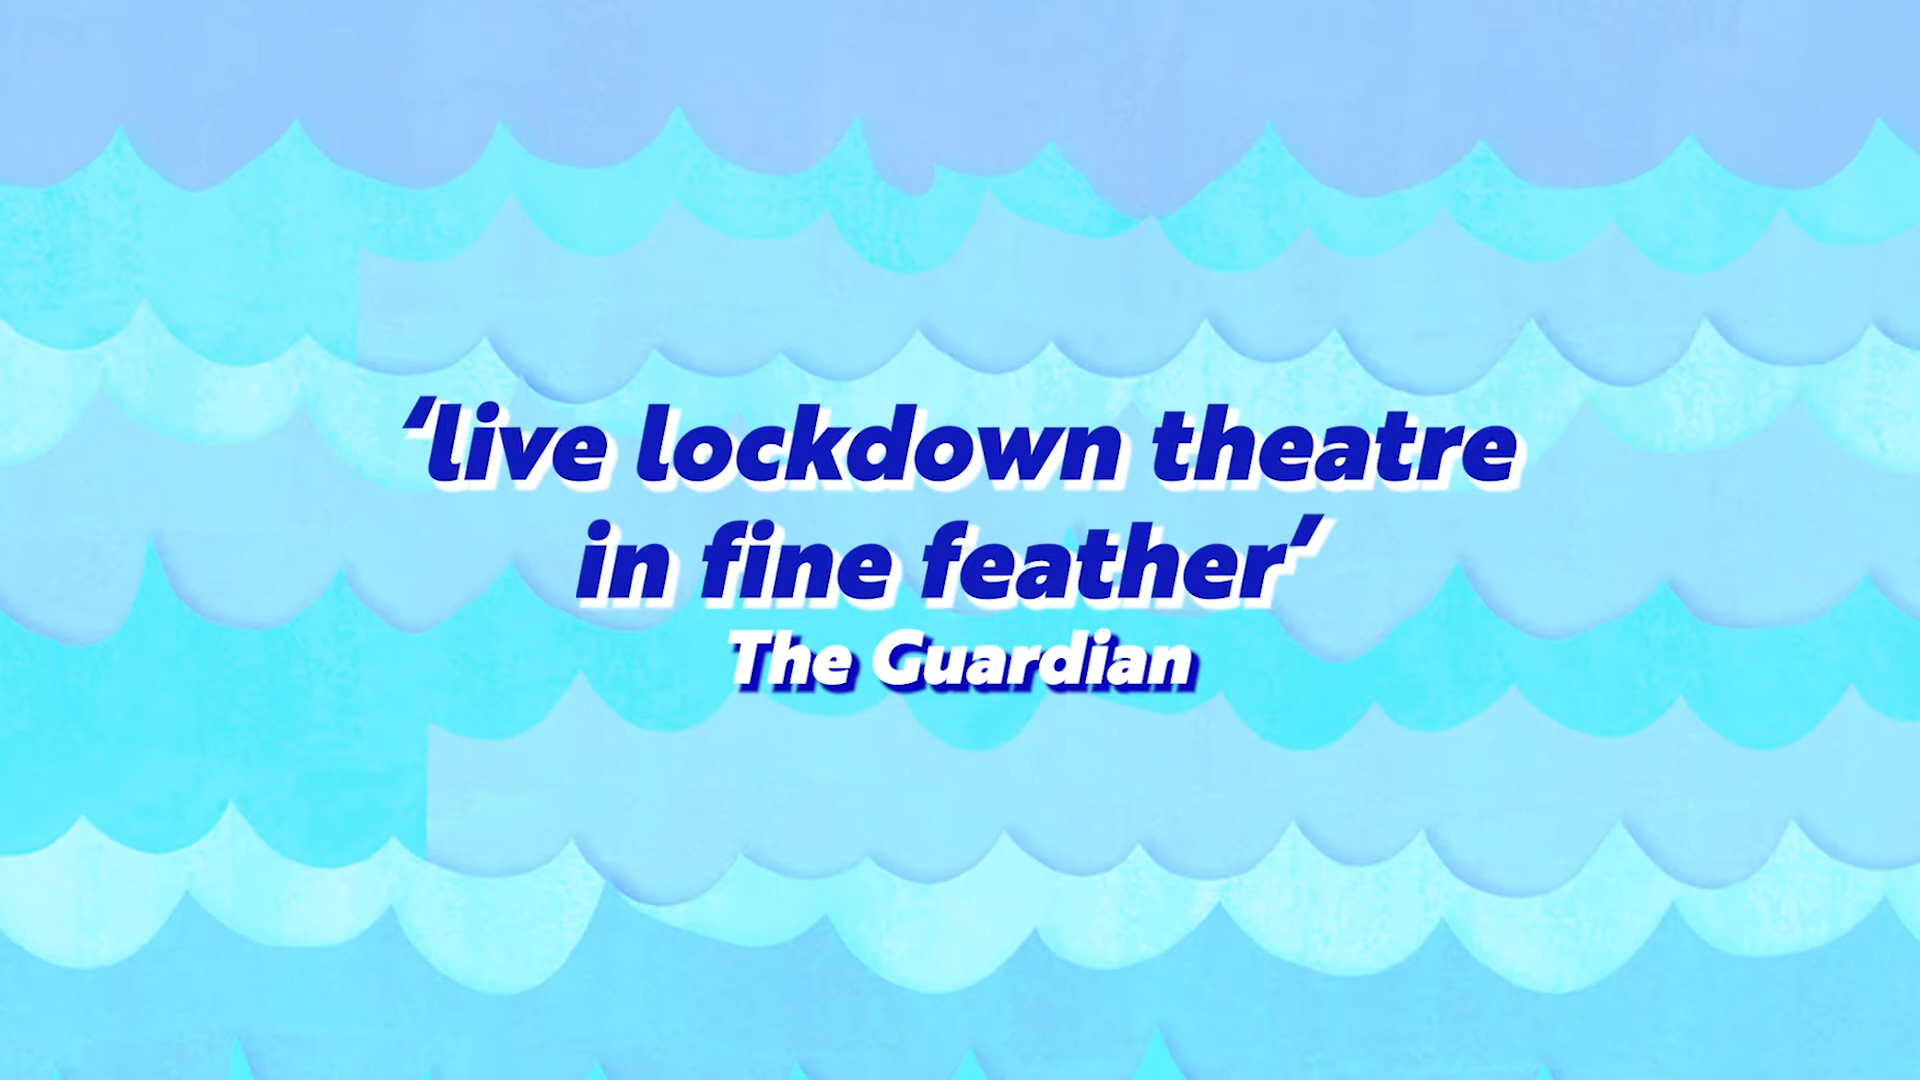 ‘live lockdown theatre
in fine feather’
The Guardian